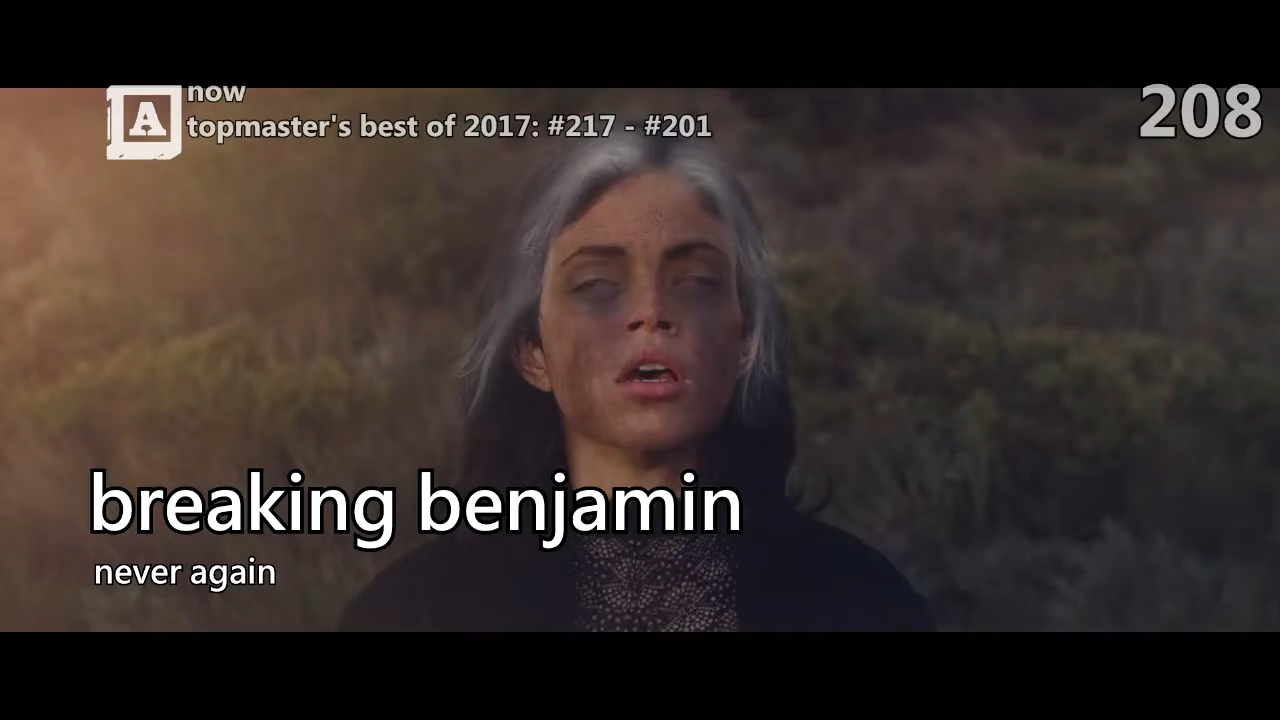 now
topmaster's best of 2017: #217 - #201
208
A
breaking benjamin
never again